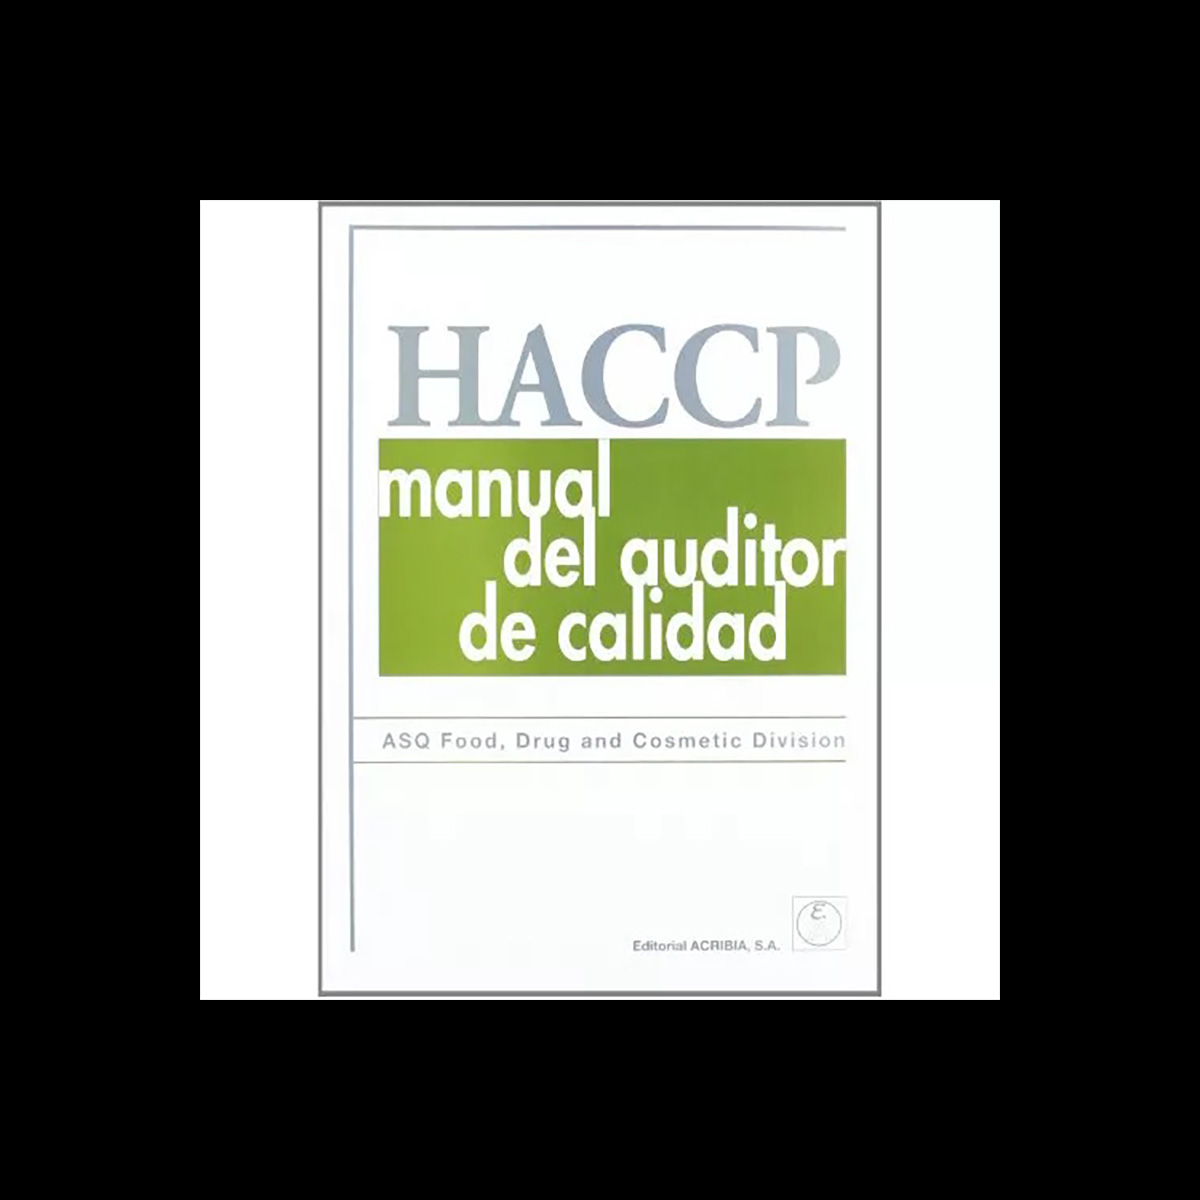 HACCP
manual
del auditor
de calidad
ASQ Food, Drug and Cosmetic Division
Editorial ACRIBIA, S.A.